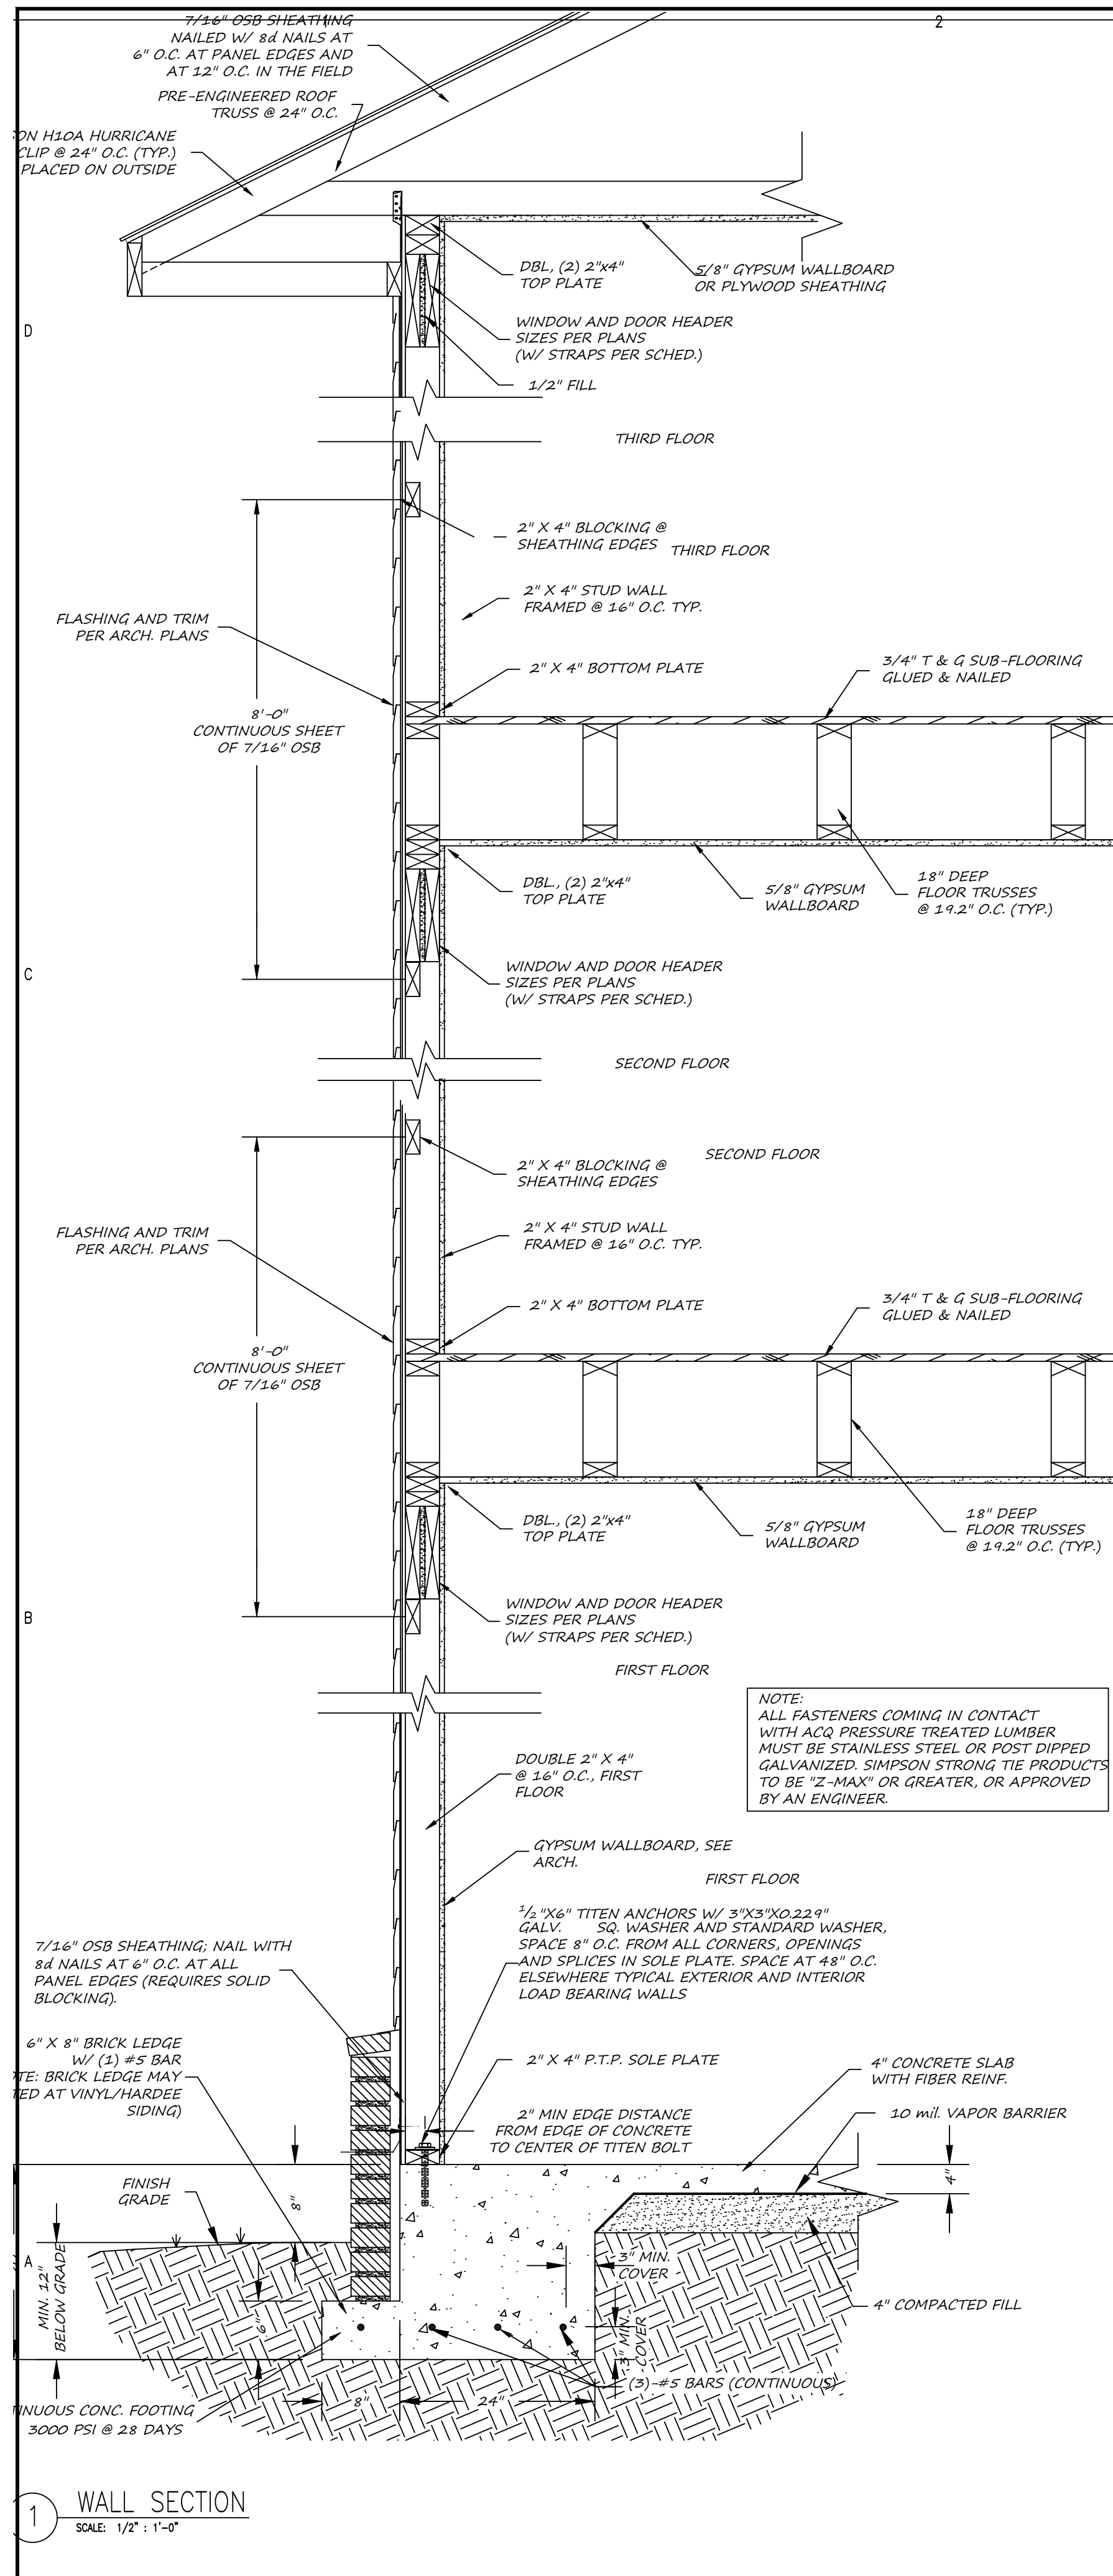 1
2
7/16" OSB SHEATHING
NAILED W/ 8d NAILS AT
6" O.C. AT PANEL EDGES AND
AT 12" O.C. IN THE FIELD
PRE-ENGINEERED ROOF
TRUSS @ 24" O.C.
H10A HURRICANE
CLIP @ 24" O.C. (TYP.)
PLACED ON OUTSIDE
DBL, (2) 2"x4"
TOP PLATE
5/8" GYPSUM WALLBOARD
OR PLYWOOD SHEATHING
D
WINDOW AND DOOR HEADER
SIZES PER PLANS
(W/ STRAPS PER SCHED.)
1/2" FILL
THIRD FLOOR
2" X 4" BLOCKING @
SHEATHING EDGES
THIRD FLOOR
2" X 4" STUD WALL
FRAMED @ 16" O.C. TYP.
FLASHING AND TRIM
PER ARCH. PLANS
2" X 4" BOTTOM PLATE
3/4" T & G SUB-FLOORING
GLUED & NAILED
8'-0"
CONTINUOUS SHEET
OF 7/16" OSB
DBL., (2) 2"x4"
TOP PLATE
5/8" GYPSUM
WALLBOARD
18" DEEP
FLOOR TRUSSES
@ 19.2" O.C. (TYP.)
C
WINDOW AND DOOR HEADER
SIZES PER PLANS
(W/ STRAPS PER SCHED.)
SECOND FLOOR
SECOND FLOOR
2" X 4" BLOCKING @
SHEATHING EDGES
2" X 4" STUD WALL
FRAMED @ 16" O.C. TYP.
FLASHING AND TRIM
PER ARCH. PLANS
2" X 4" BOTTOM PLATE
3/4" T & G SUB-FLOORING
GLUED & NAILED
8'-0"
CONTINUOUS SHEET
OF 7/16" OSB
DBL., (2) 2"x4"
TOP PLATE
5/8" GYPSUM
WALLBOARD
18" DEEP
FLOOR TRUSSES
@ 19.2" O.C. (TYP.)
B
WINDOW AND DOOR HEADER
SIZES PER PLANS
(W/ STRAPS PER SCHED.)
FIRST FLOOR
NOTE:
ALL FASTENERS COMING IN CONTACT
WITH ACQ PRESSURE TREATED LUMBER
MUST BE STAINLESS STEEL OR POST DIPPED
GALVANIZED. SIMPSON STRONG TIE PRODUCTS
TO BE "Z-MAX" OR GREATER, OR APPROVED
BY AN ENGINEER.
DOUBLE 2" X 4"
@ 16" O.C., FIRST
FLOOR
GYPSUM WALLBOARD, SEE
ARCH.
FIRST FLOOR
1/2"X6" TITEN ANCHORS W/ 3"X3"X0.229"
GALV. SQ. WASHER AND STANDARD WASHER,
SPACE 8" O.C. FROM ALL CORNERS, OPENINGS
AND SPLICES IN SOLE PLATE. SPACE AT 48" O.C.
ELSEWHERE TYPICAL EXTERIOR AND INTERIOR
LOAD BEARING WALLS
7/16" OSB SHEATHING; NAIL WITH
8d NAILS AT 6" O.C. AT ALL
PANEL EDGES (REQUIRES SOLID
BLOCKING).
6" X 8" BRICK LEDGE
W/ (1) #5 BAR
BRICK LEDGE MAY
AT VINYL/HARDEE
SIDING)
2" X 4" P.T.P. SOLE PLATE
4" CONCRETE SLAB
WITH FIBER REINF.
2" MIN EDGE DISTANCE
FROM EDGE OF CONCRETE
TO CENTER OF TITEN BOLT
10 mil. VAPOR BARRIER
FINISH
GRADE
8"
4"
A
MIN. 12"
BELOW GRADE
6"
3" MIN.
COVER
3" MIN.
COVER
4" COMPACTED FILL
(3)-#5 BARS (CONTINUOUS)
8"
24"
CONC. FOOTING
3000 PSI @ 28 DAYS
1
WALL SECTION
SCALE: 1/2" : 1'-0"